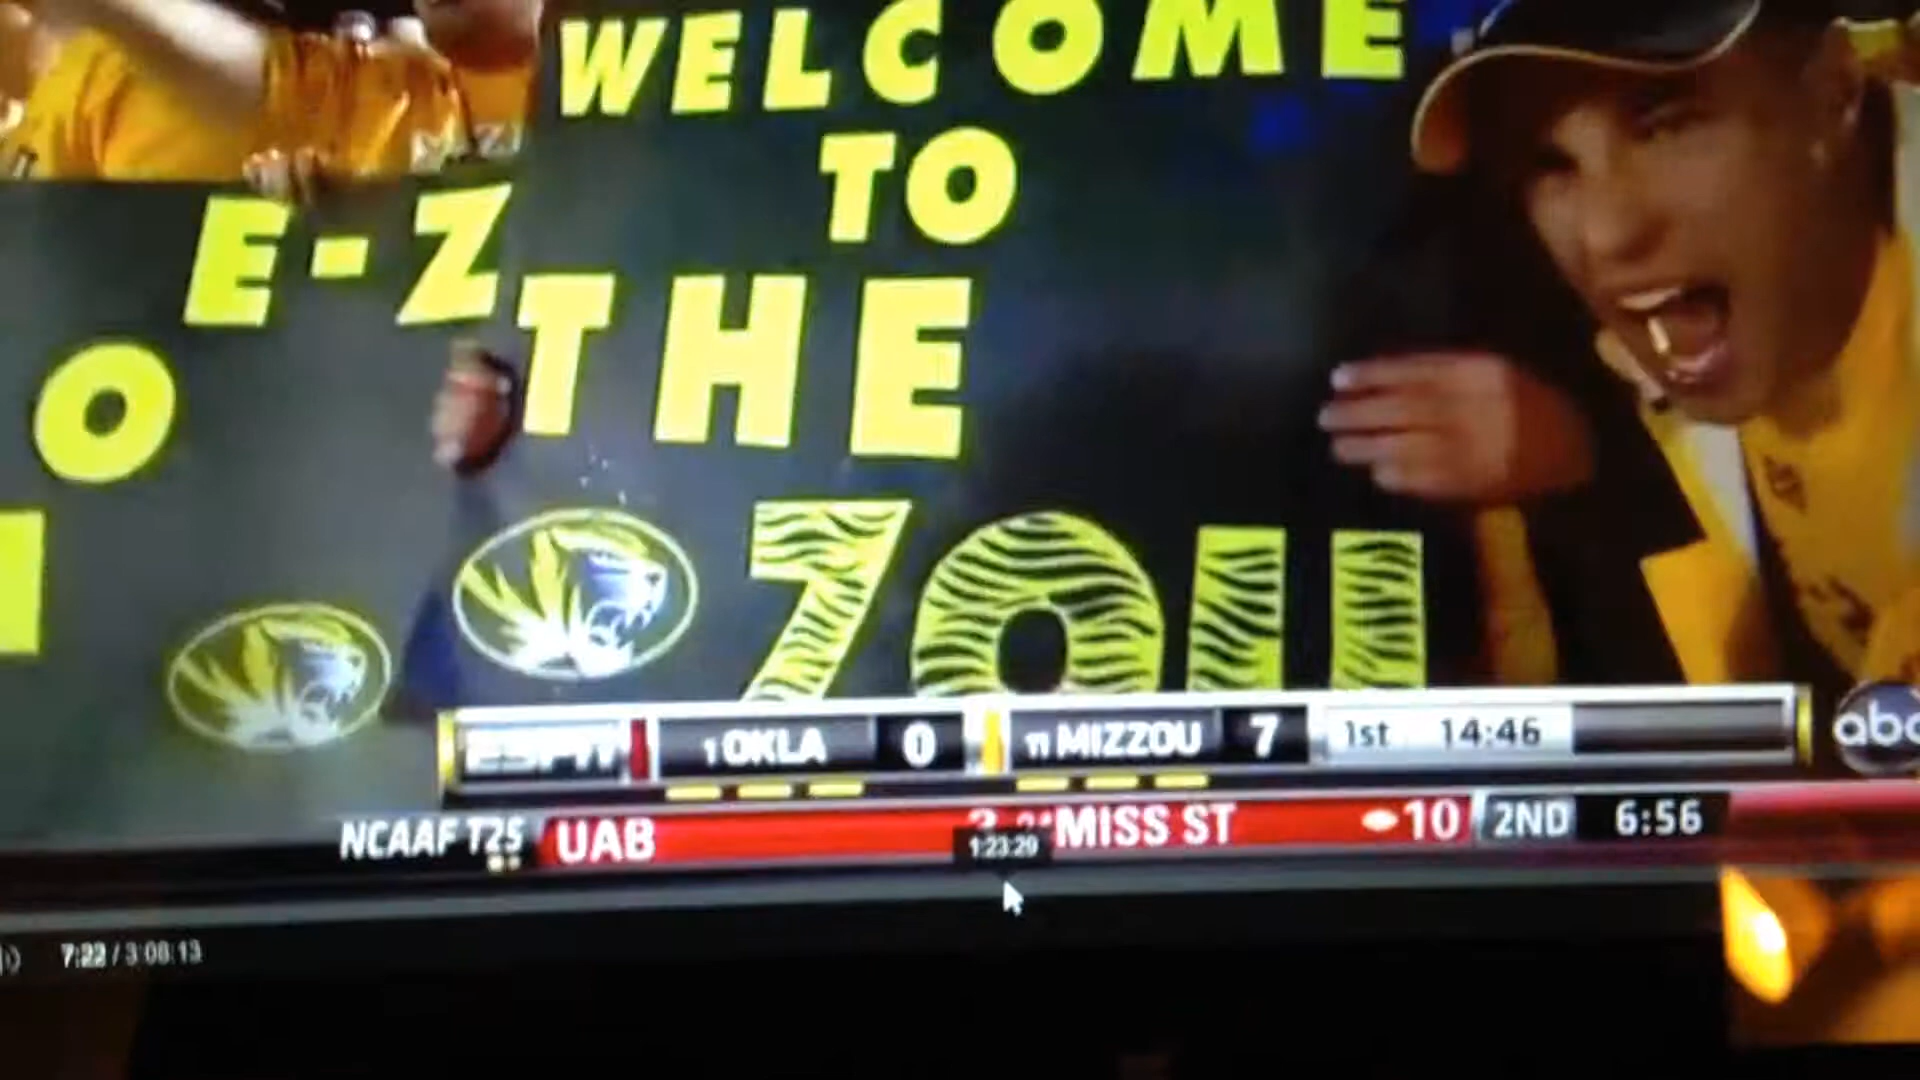 WELCOME
TO
E-Z
THE
O
ZOU
ESPN 1 OKLA 0 11 MIZZOU 7 1st 14:46
abc
NCAAF T25 UAB MISS ST 10 2ND 6:56
1:23:29
7:22 / 3:08:13